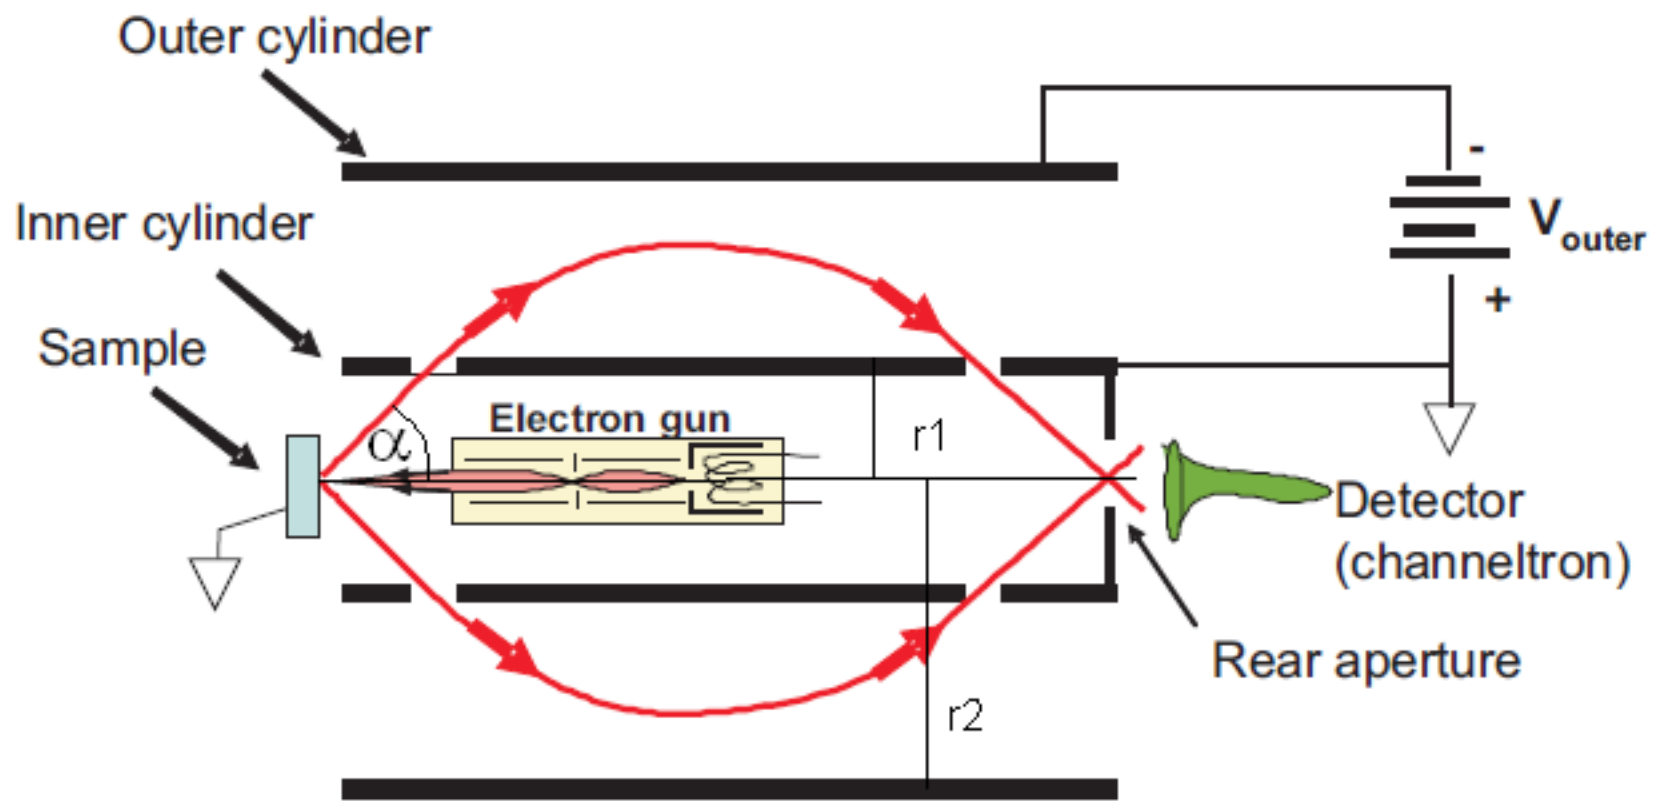 Outer cylinder
-
Inner cylinder
V outer
+
Sample
Electron gun
α
r1
Detector
(channeltron)
Rear aperture
r2